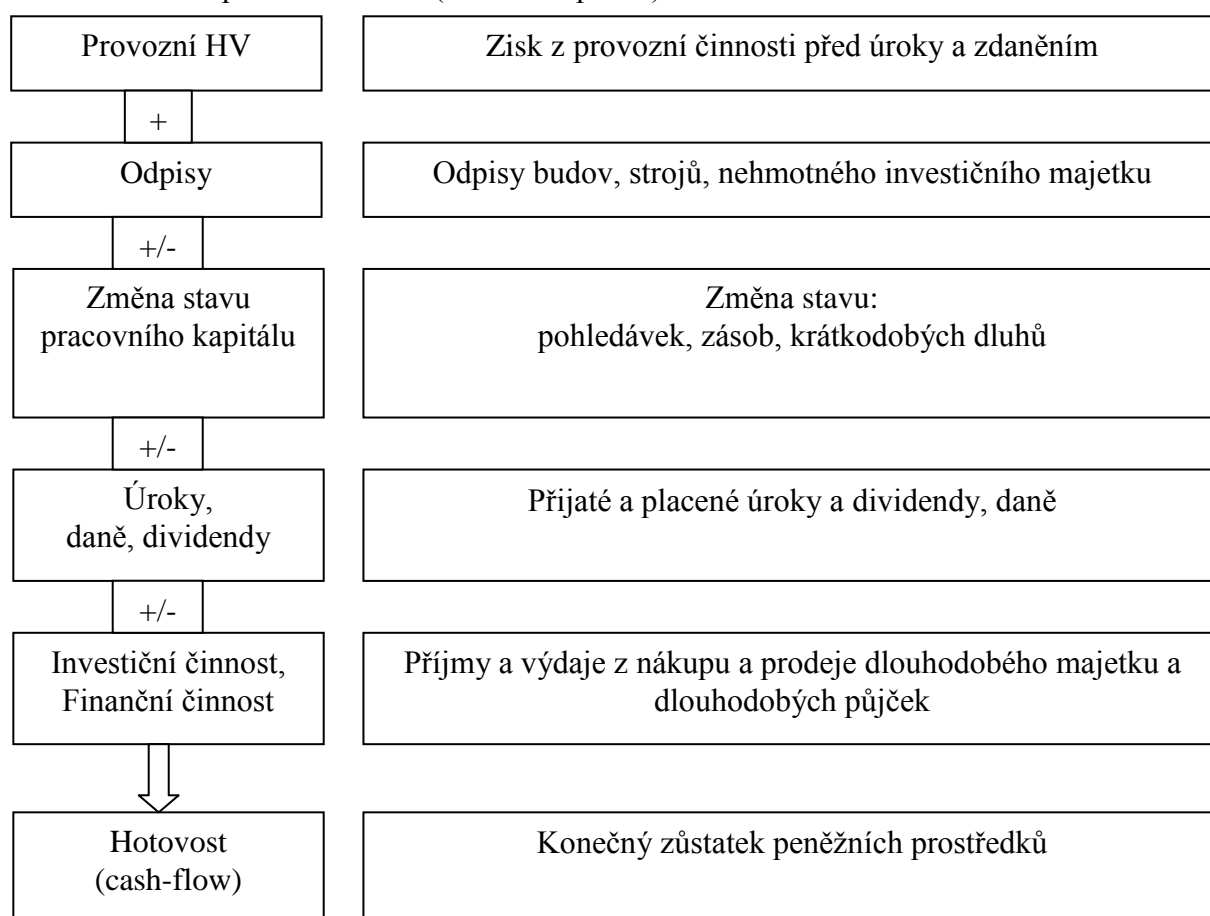 Provozní HV
Zisk z provozní činnosti před úroky a zdaněním
+
Odpisy
Odpisy budov, strojů, nehmotného investičního majetku
+/-
Změna stavu
pracovního kapitálu
Změna stavu:
pohledávek, zásob, krátkodobých dluhů
+/-
Úroky,
daně, dividendy
Přijaté a placené úroky a dividendy, daně
+/-
Investiční činnost,
Finanční činnost
Příjmy a výdaje z nákupu a prodeje dlouhodobého majetku a
dlouhodobých půjček
Hotovost
(cash-flow)
Konečný zůstatek peněžních prostředků